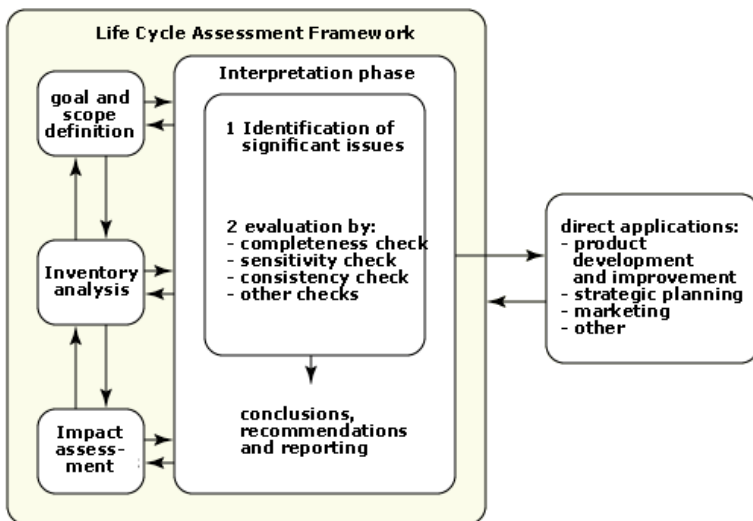 Life Cycle Assessment Framework
goal and
scope
definition
Inventory
analysis
Impact
assess-
ment
Interpretation phase
1 Identification of
significant issues
2 evaluation by:
- completeness check
- sensitivity check
- consistency check
- other checks
conclusions,
recommendations
and reporting
direct applications:
- product
development
and improvement
- strategic planning
- marketing
- other